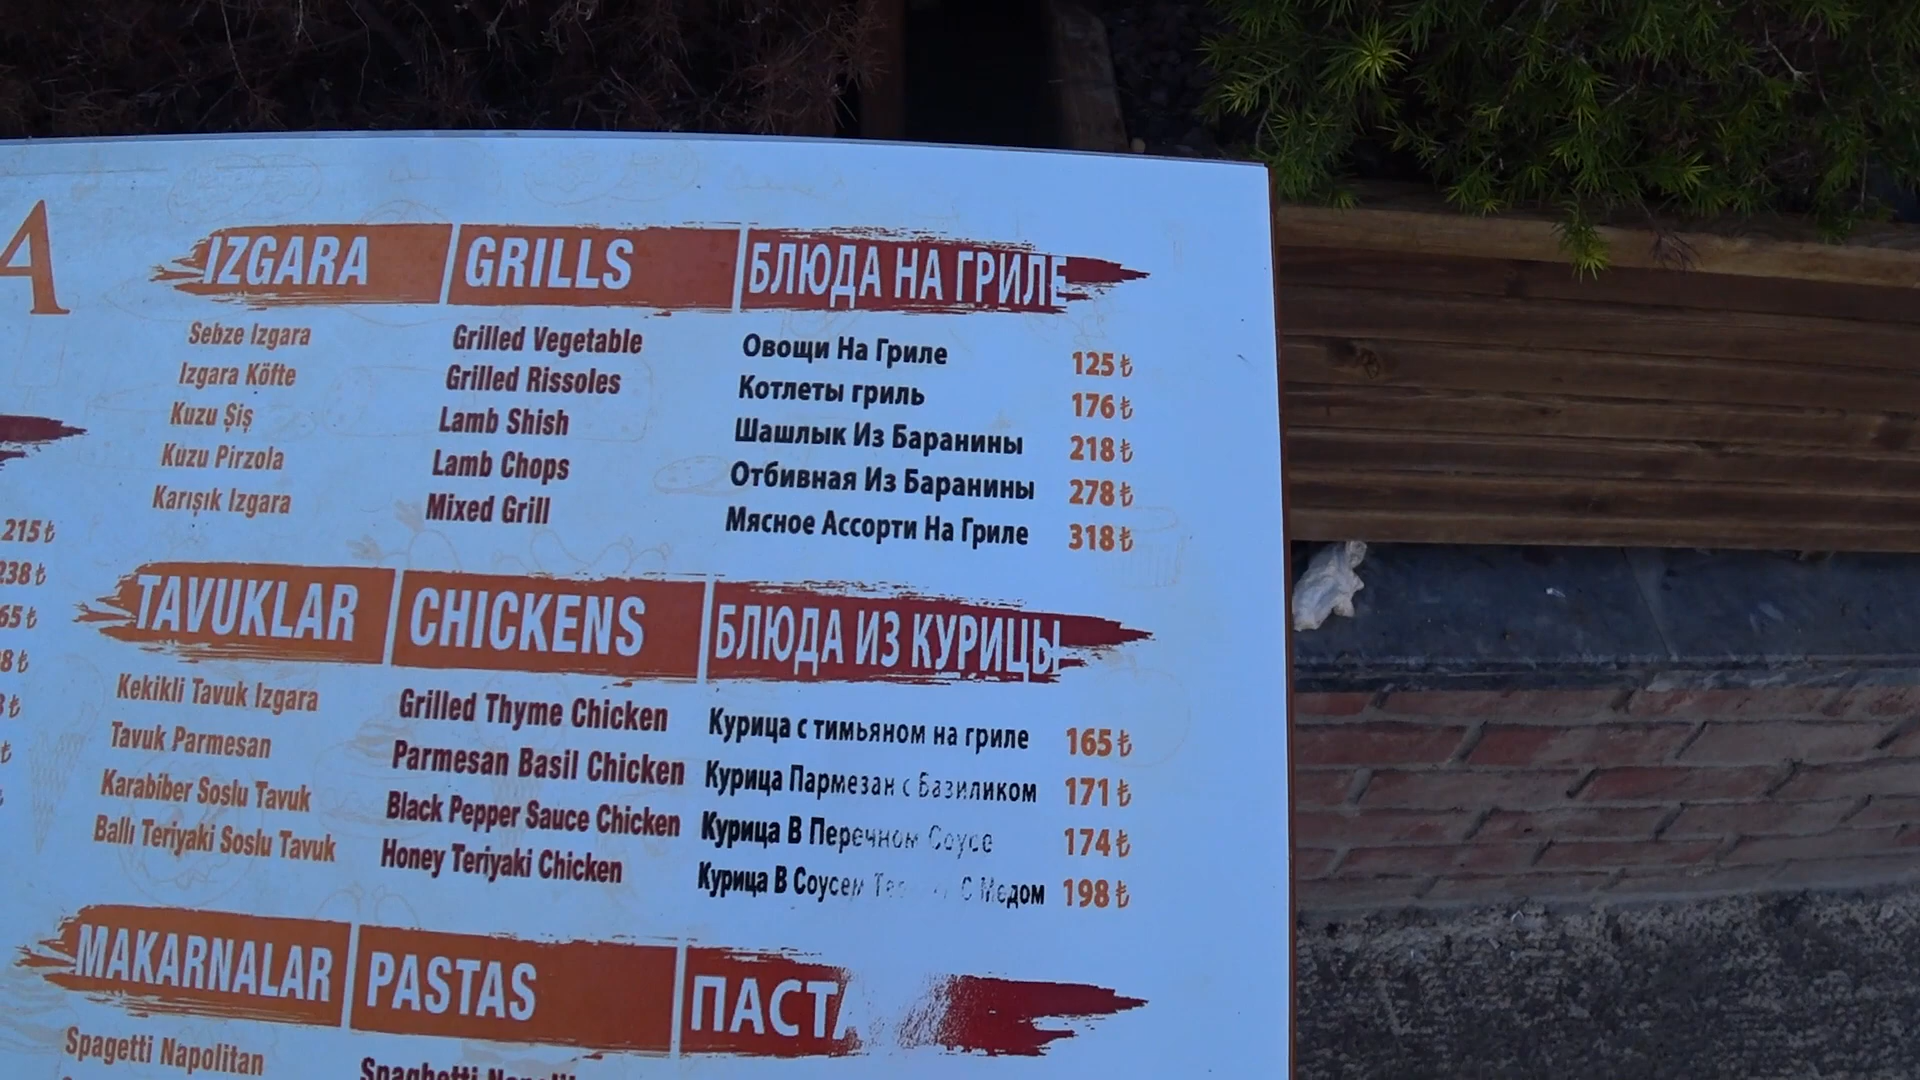 A
IZGARA GRILLS БЛЮДА НА ГРИЛЕ
Sebze Izgara Grilled Vegetable Овощи На Гриле 125 ₺
Izgara Köfte Grilled Rissoles Котлеты гриль 176 ₺
Kuzu Şiş Lamb Shish Шашлык Из Баранины 218 ₺
Kuzu Pirzola Lamb Chops Отбивная Из Баранины 278 ₺
Karışık Izgara Mixed Grill Мясное Ассорти На Гриле 318 ₺
215 ₺
238 ₺
65 ₺
8 ₺
₺
₺
TAVUKLAR CHICKENS БЛЮДА ИЗ КУРИЦЫ
Kekikli Tavuk Izgara Grilled Thyme Chicken Курица с тимьяном на гриле 165 ₺
Tavuk Parmesan Parmesan Basil Chicken Курица Пармезан с Базиликом 171 ₺
Karabiber Soslu Tavuk Black Pepper Sauce Chicken Курица В Перечном Соусе 174 ₺
Ballı Teriyaki Soslu Tavuk Honey Teriyaki Chicken Курица В Соусем С Медом 198 ₺
MAKARNALAR PASTAS ПАСТА
Spagetti Napolitan Spaghetti